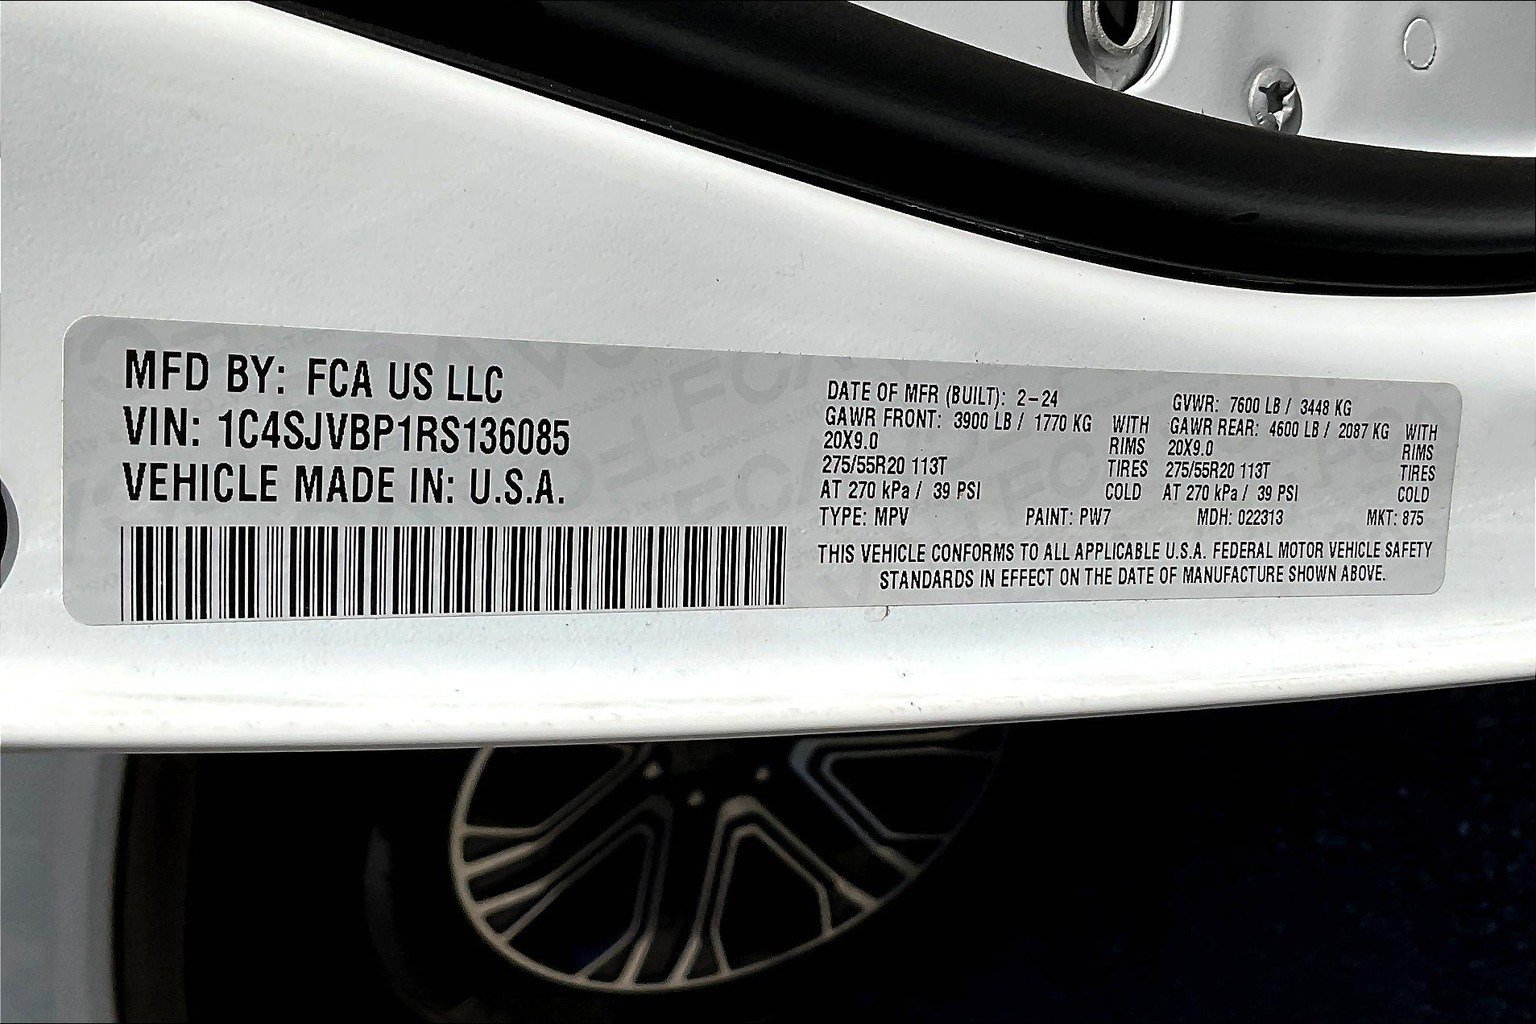 MFD BY: FCA US LLC
VIN: 1C4SJVBP1RS136085
VEHICLE MADE IN: U.S.A.
DATE OF MFR (BUILT): 2-24
GAWR FRONT: 3900 LB / 1770 KG WITH
20X9.0 RIMS
275/55R20 113T TIRES
AT 270 kPa / 39 PSI COLD
GVWR: 7600 LB / 3448 KG
GAWR REAR: 4600 LB / 2087 KG WITH
20X9.0 RIMS
275/55R20 113T TIRES
AT 270 kPa / 39 PSI COLD
TYPE: MPV PAINT: PW7 MDH: 022313 MKT: 875
THIS VEHICLE CONFORMS TO ALL APPLICABLE U.S.A. FEDERAL MOTOR VEHICLE SAFETY
STANDARDS IN EFFECT ON THE DATE OF MANUFACTURE SHOWN ABOVE.